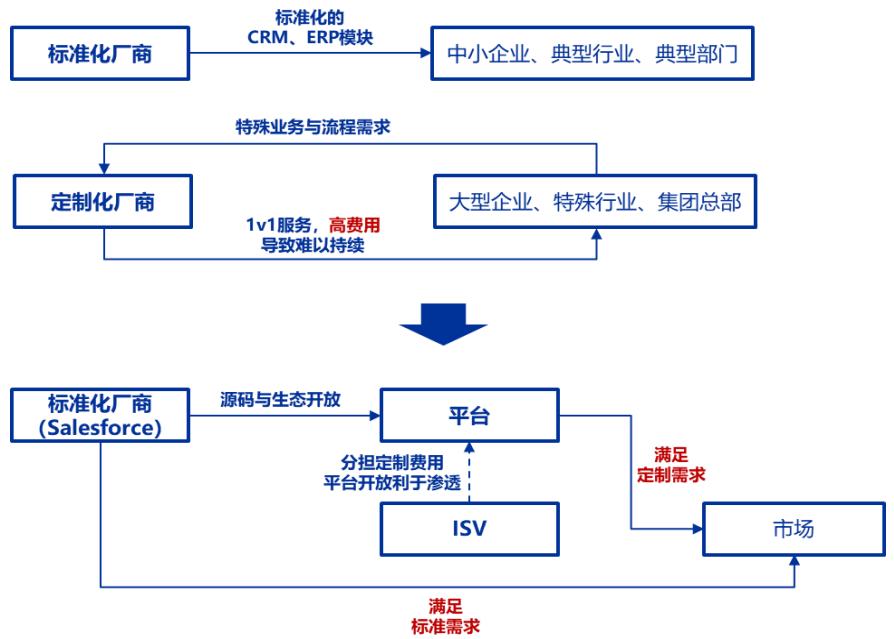 标准化的
CRM、ERP模块
标准化厂商
中小企业、典型行业、典型部门
特殊业务与流程需求
定制化厂商
大型企业、特殊行业、集团总部
1v1服务，高费用
导致难以持续
标准化厂商
（Salesforce）
源码与生态开放
平台
分担定制费用
平台开放利于渗透
满足
定制需求
ISV
市场
满足
标准需求